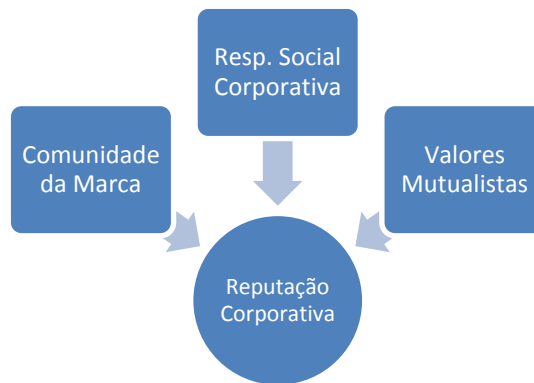 Resp. Social
Corporativa
Comunidade
da Marca
Valores
Mutualistas
Reputação
Corporativa